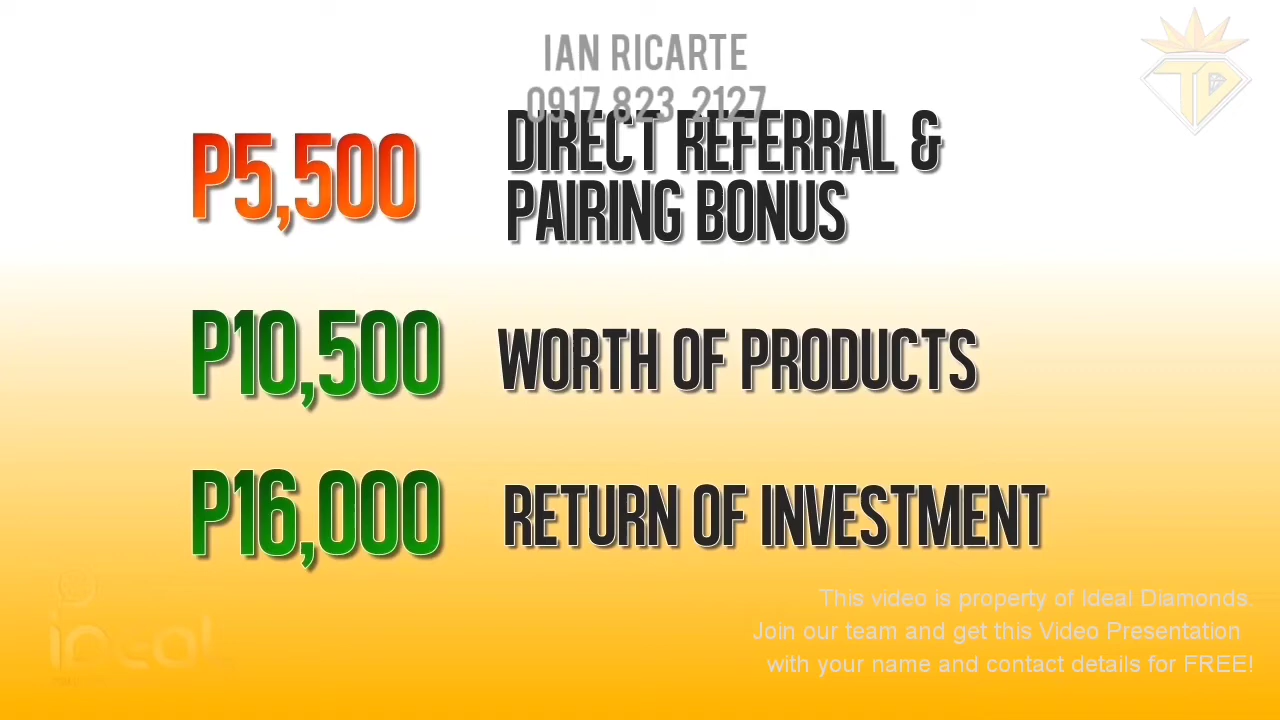 IAN RICARTE
0917 823 2127
P5,500
DIRECT REFERRAL &
PAIRING BONUS
P10,500
WORTH OF PRODUCTS
P16,000
RETURN OF INVESTMENT
This video is property of Ideal Diamonds.
Join our team and get this Video Presentation
with your name and contact details for FREE!
ideal